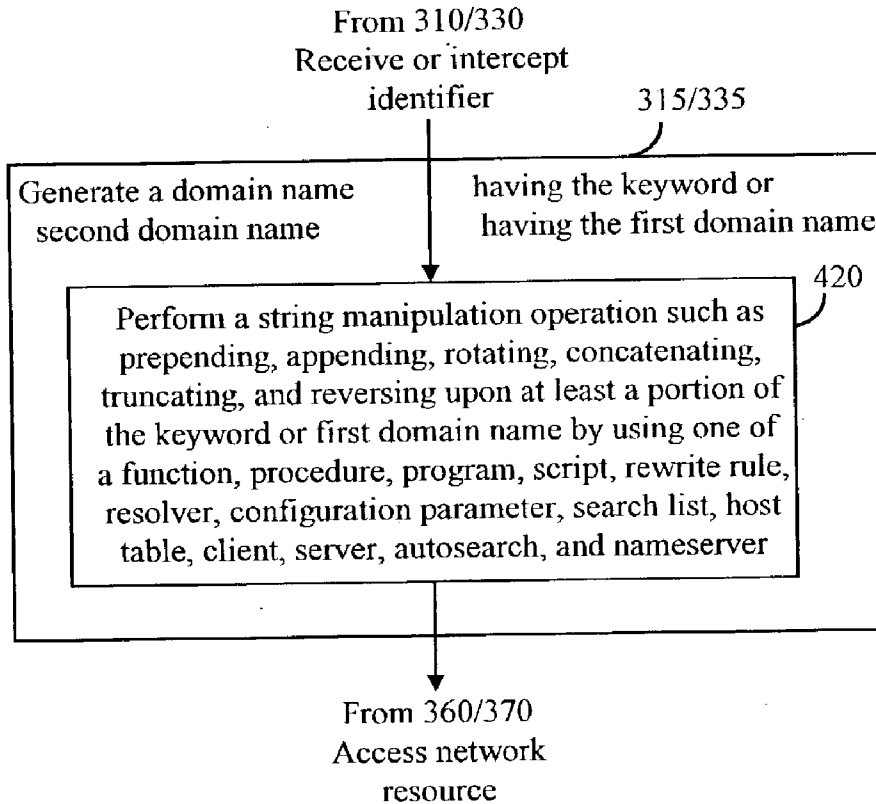 From 310/330
Receive or intercept
identifier
315/335
Generate a domain name having the keyword or
second domain name having the first domain name
420
Perform a string manipulation operation such as
prepending, appending, rotating, concatenating,
truncating, and reversing upon at least a portion of
the keyword or first domain name by using one of
a function, procedure, program, script, rewrite rule,
resolver, configuration parameter, search list, host
table, client, server, autosearch, and nameserver
From 360/370
Access network
resource